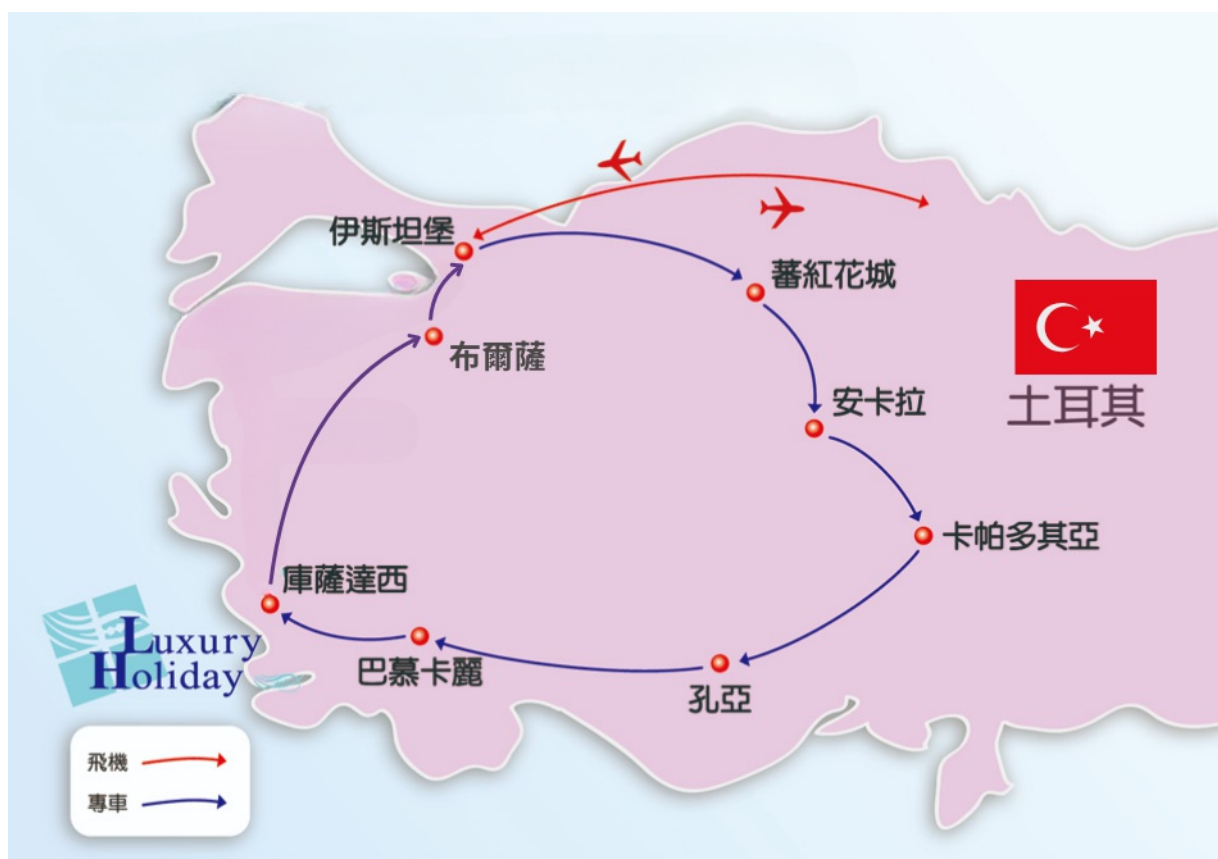 伊斯坦堡
蕃紅花城
布爾薩
土耳其
安卡拉
卡帕多其亞
庫薩達西
Luxury
Holiday
巴慕卡麗
孔亞
飛機
專車